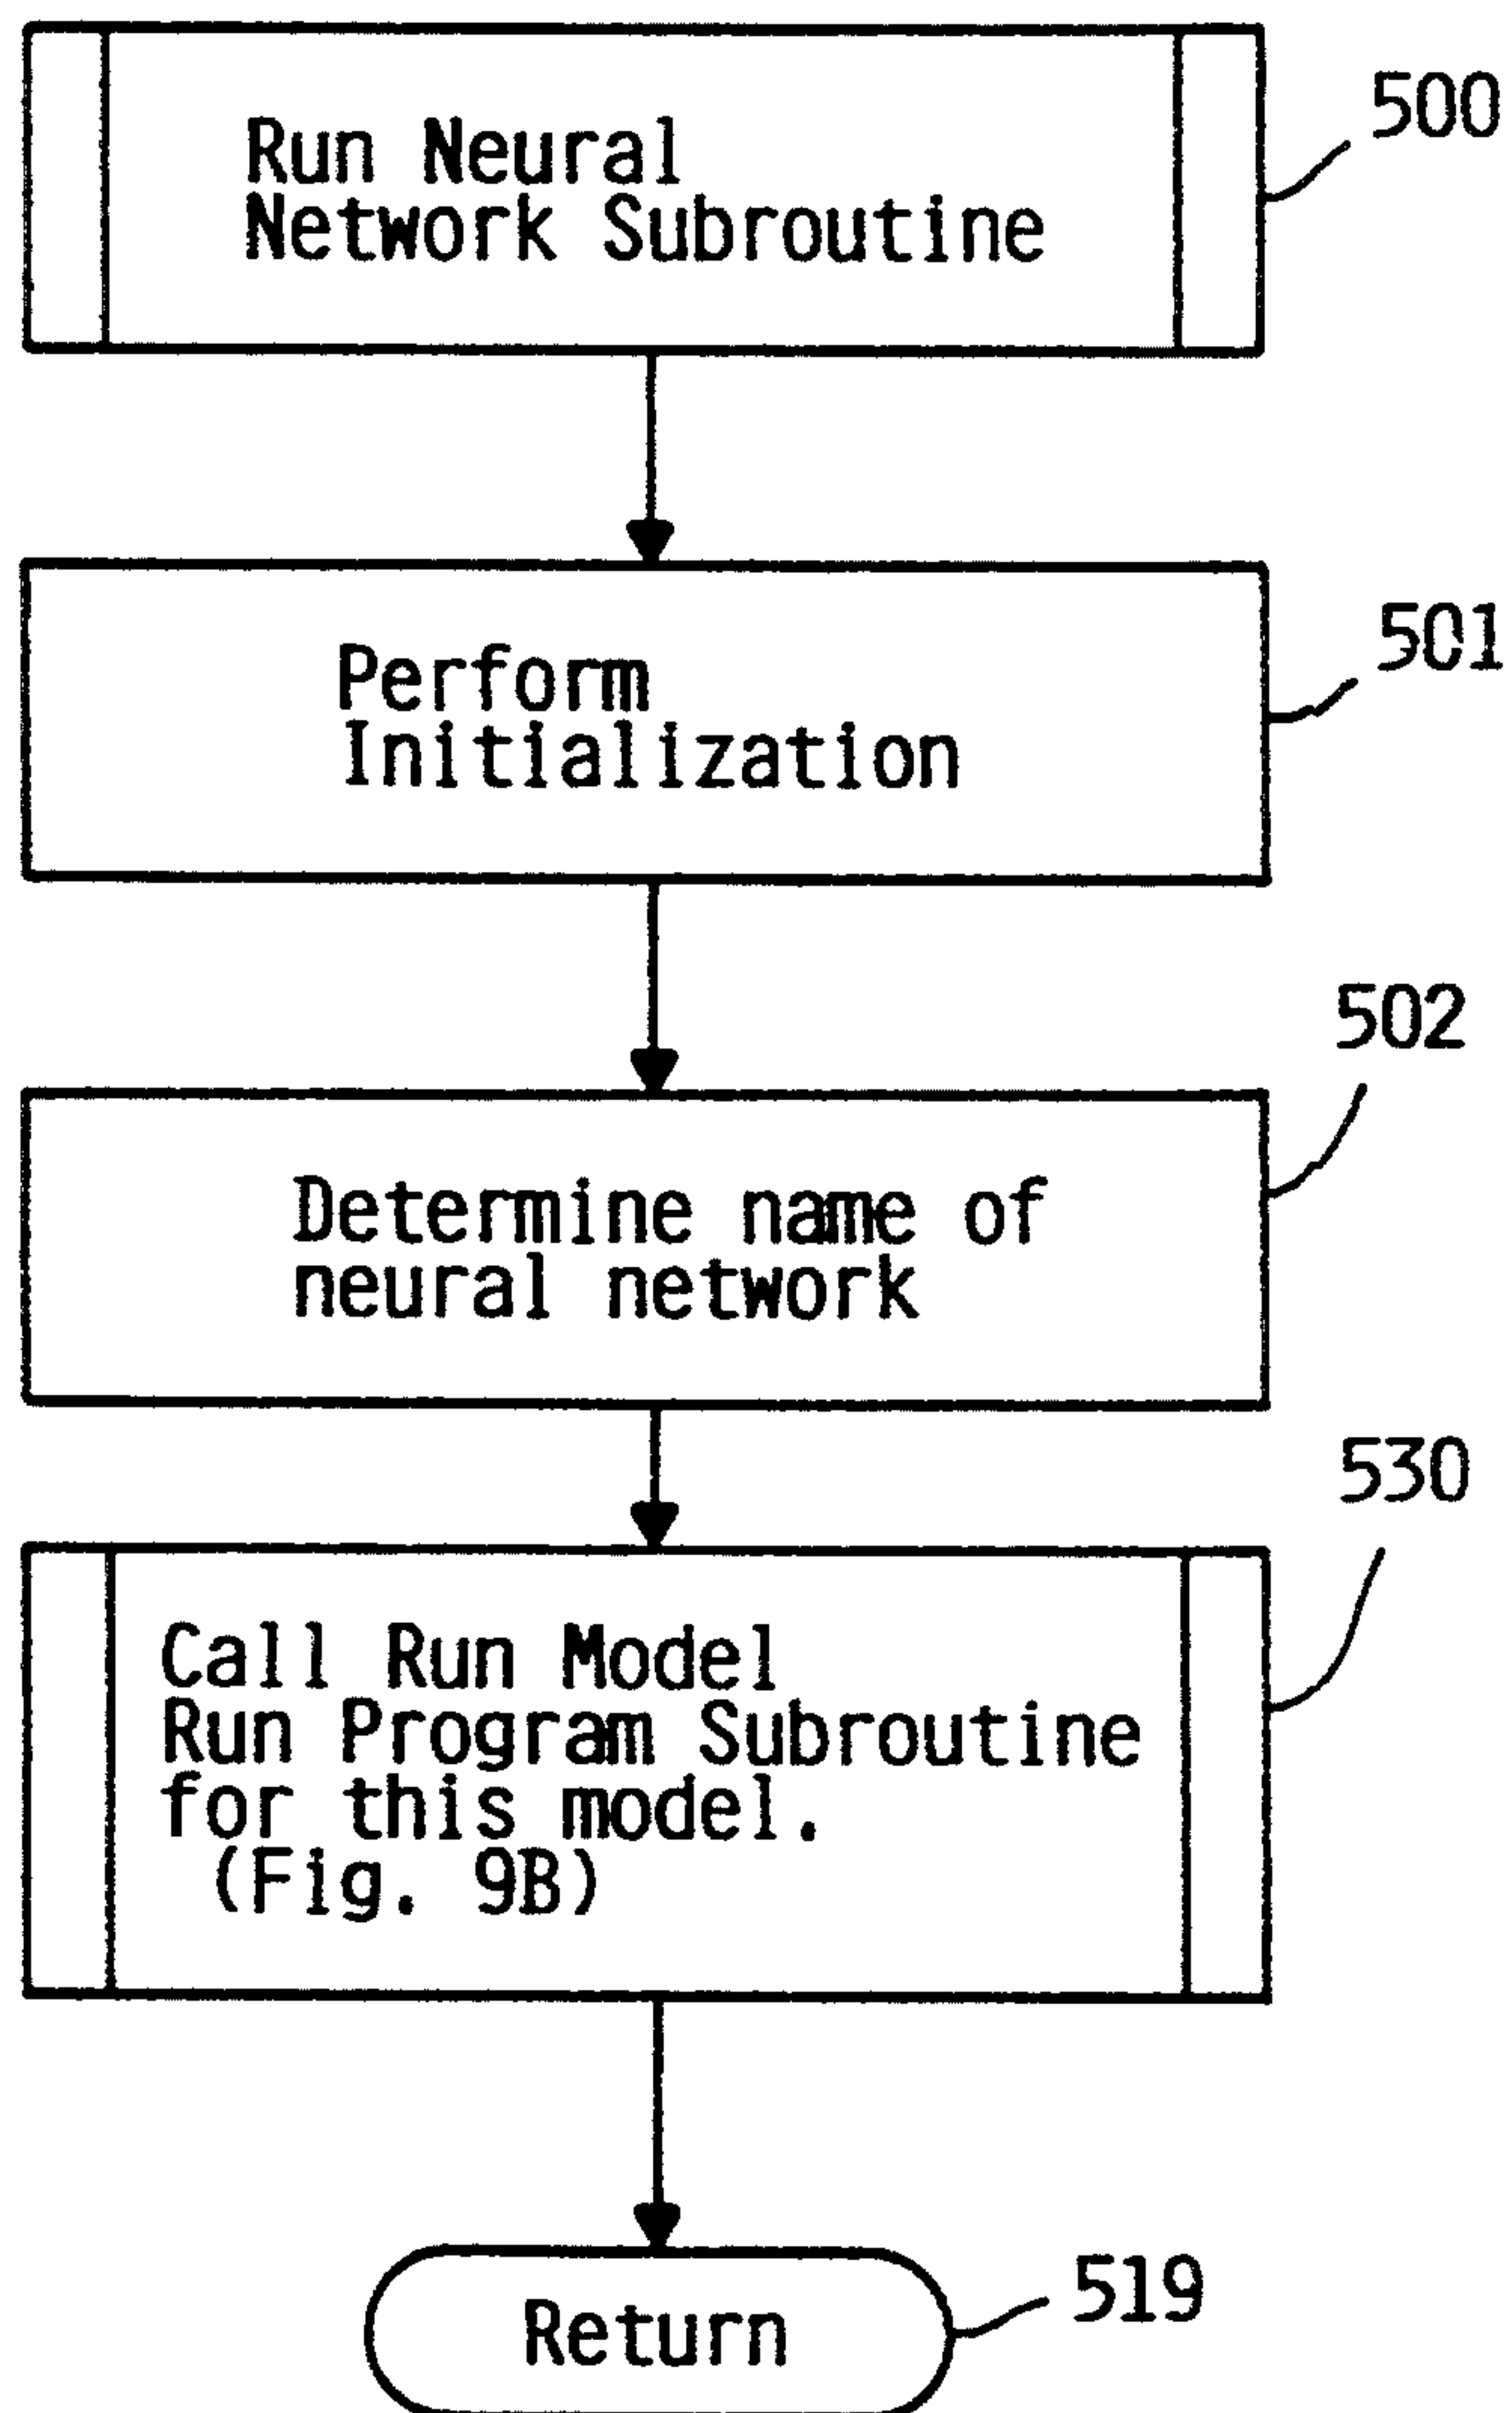 Run Neural
Network Subroutine
500
Perform
Initialization
501
502
Determine name of
neural network
530
Call Run Model
Run Program Subroutine
for this model.
(Fig. 9B)
Return
519